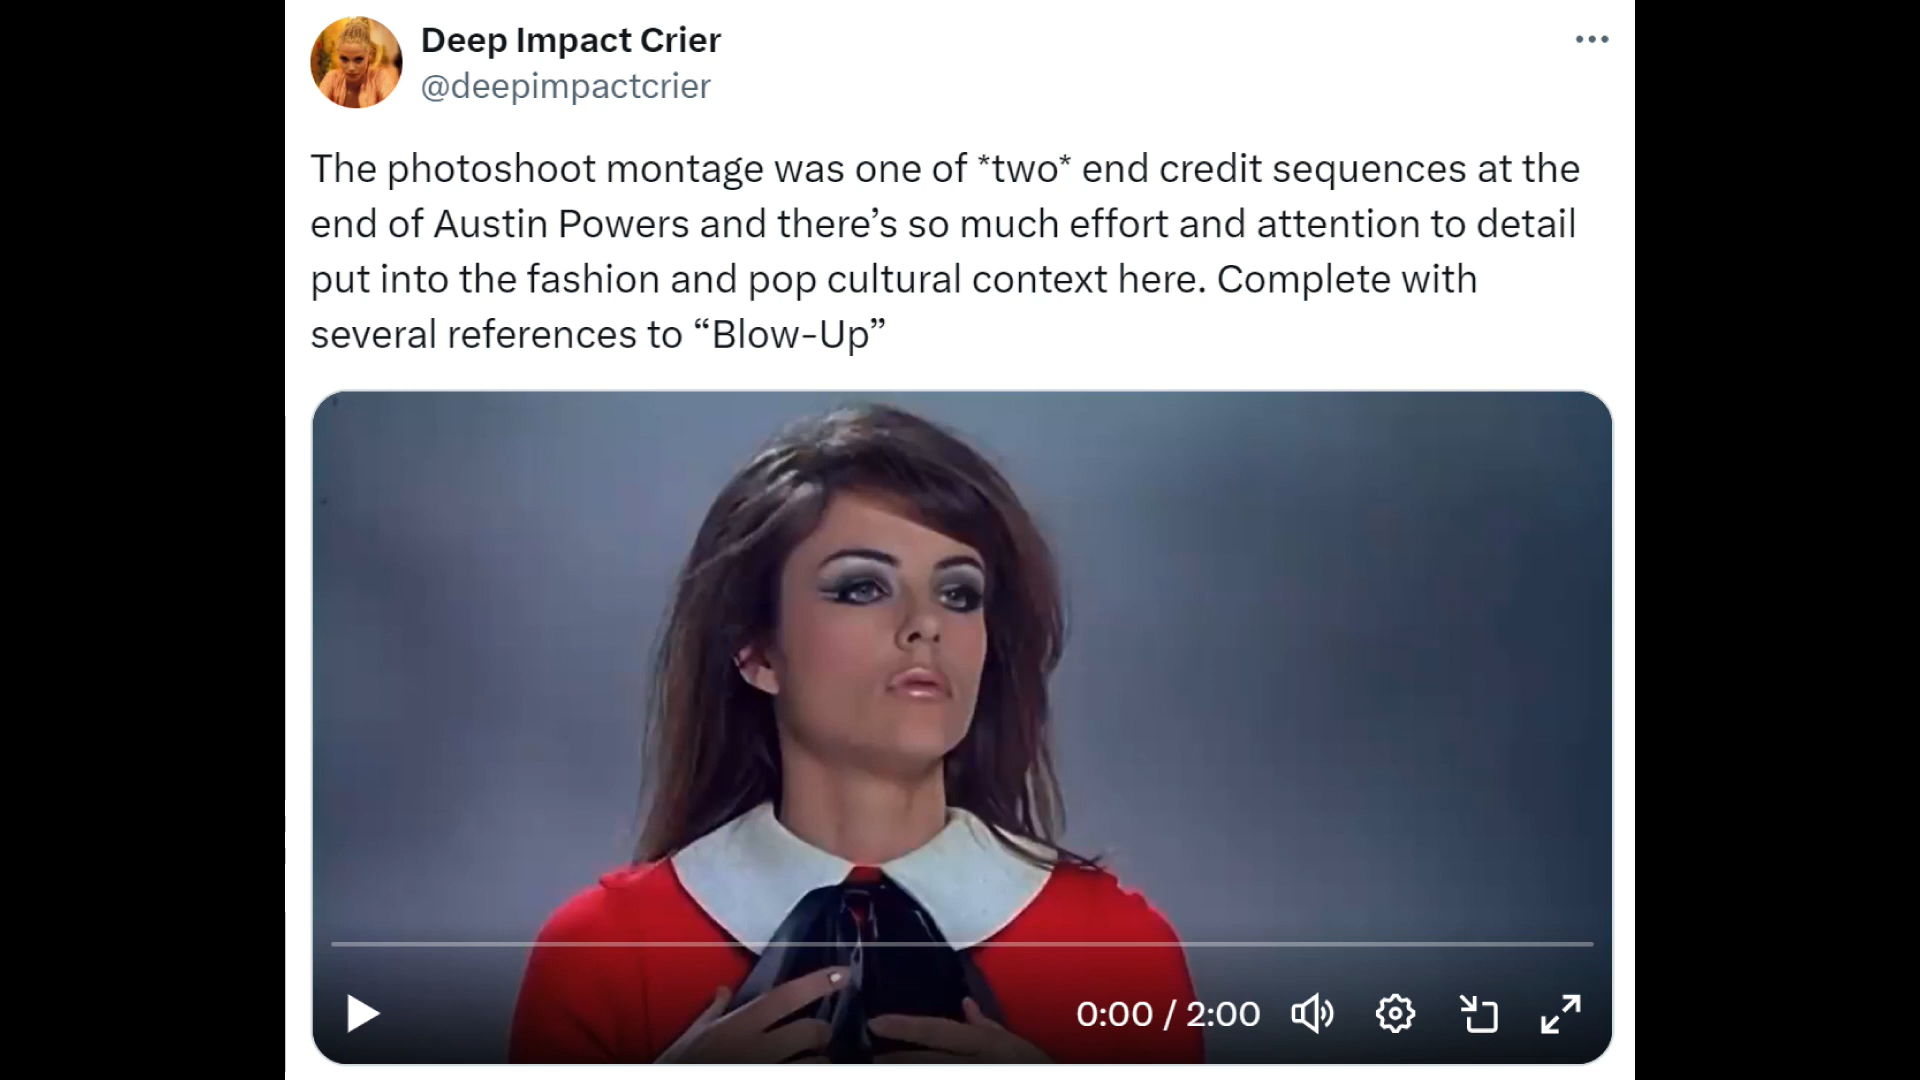 Deep Impact Crier
@deepimpactcrier
The photoshoot montage was one of *two* end credit sequences at the
end of Austin Powers and there’s so much effort and attention to detail
put into the fashion and pop cultural context here. Complete with
several references to “Blow-Up”
0:00 / 2:00